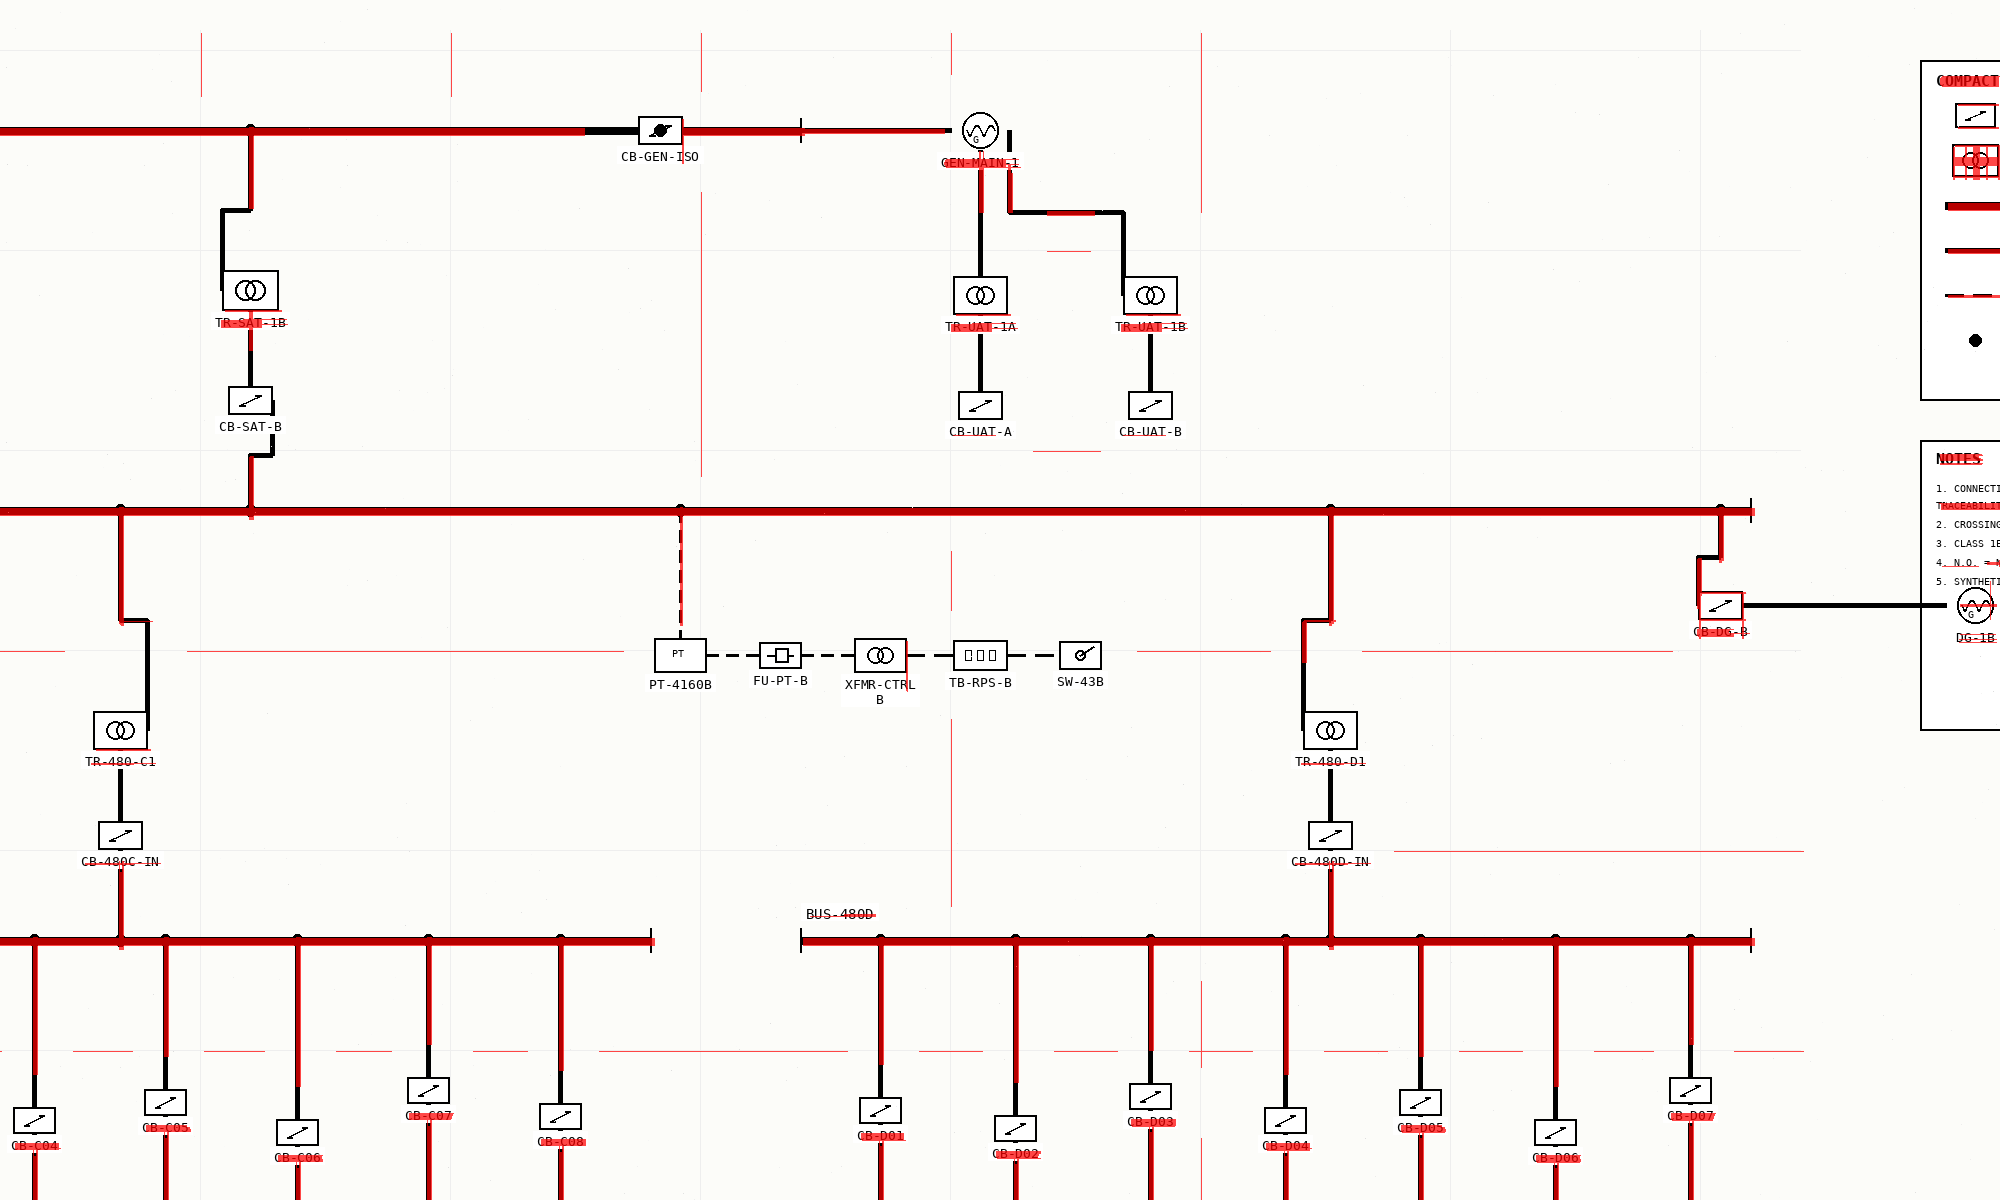 COMPACT
CB-GEN-ISO
GEN-MAIN-1
G
TR-SAT-1B
TR-UAT-1A
TR-UAT-1B
CB-SAT-B
CB-UAT-A
CB-UAT-B
NOTES
1. CONNECTI
TRACEABILIT
2. CROSSING
3. CLASS 1E
4. N.O. =
5. SYNTHETI
G
CB-DG-B
DG-1B
PT
PT-4160B
FU-PT-B
XFMR-CTRL
B
TB-RPS-B
SW-43B
TR-480-C1
TR-480-D1
CB-480C-IN
CB-480D-IN
BUS-480D
CB-C04
CB-C05
CB-C06
CB-C07
CB-C08
CB-D01
CB-D02
CB-D03
CB-D04
CB-D05
CB-D06
CB-D07